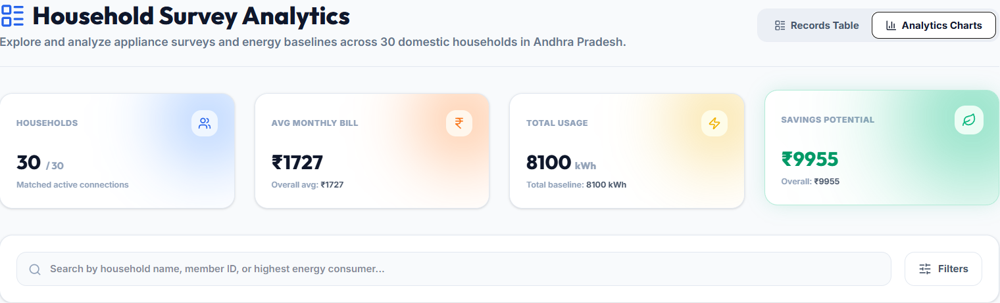 Household Survey Analytics
Explore and analyze appliance surveys and energy baselines across 30 domestic households in Andhra Pradesh.
Records Table
Analytics Charts
HOUSEHOLDS
30 / 30
Matched active connections
AVG MONTHLY BILL
₹1727
Overall avg: ₹1727
TOTAL USAGE
8100 kWh
Total baseline: 8100 kWh
SAVINGS POTENTIAL
₹9955
Overall: ₹9955
Search by household name, member ID, or highest energy consumer...
Filters